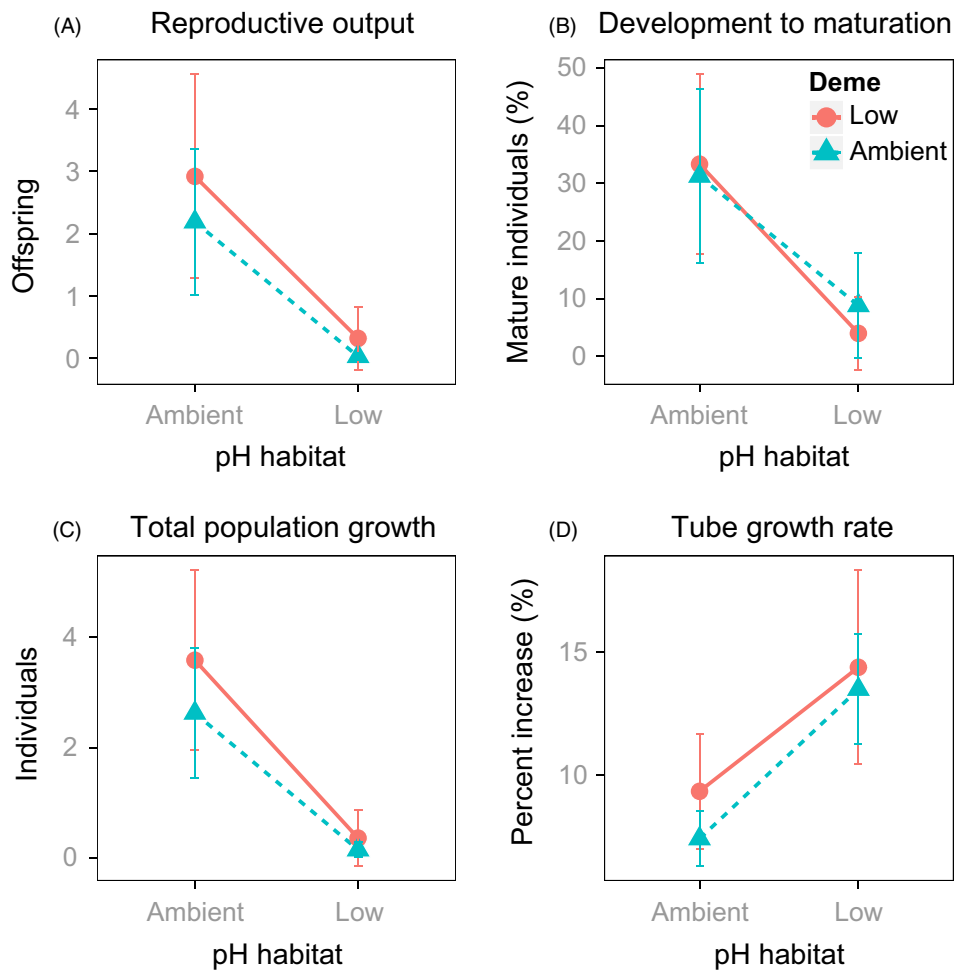 (A) Reproductive output
Offspring
4
3
2
1
0
Ambient Low
pH habitat
(B) Development to maturation
Mature individuals (%)
50
40
30
20
10
0
Deme
Low
Ambient
Ambient Low
pH habitat
(C) Total population growth
Individuals
4
2
0
Ambient Low
pH habitat
(D) Tube growth rate
Percent increase (%)
15
10
Ambient Low
pH habitat